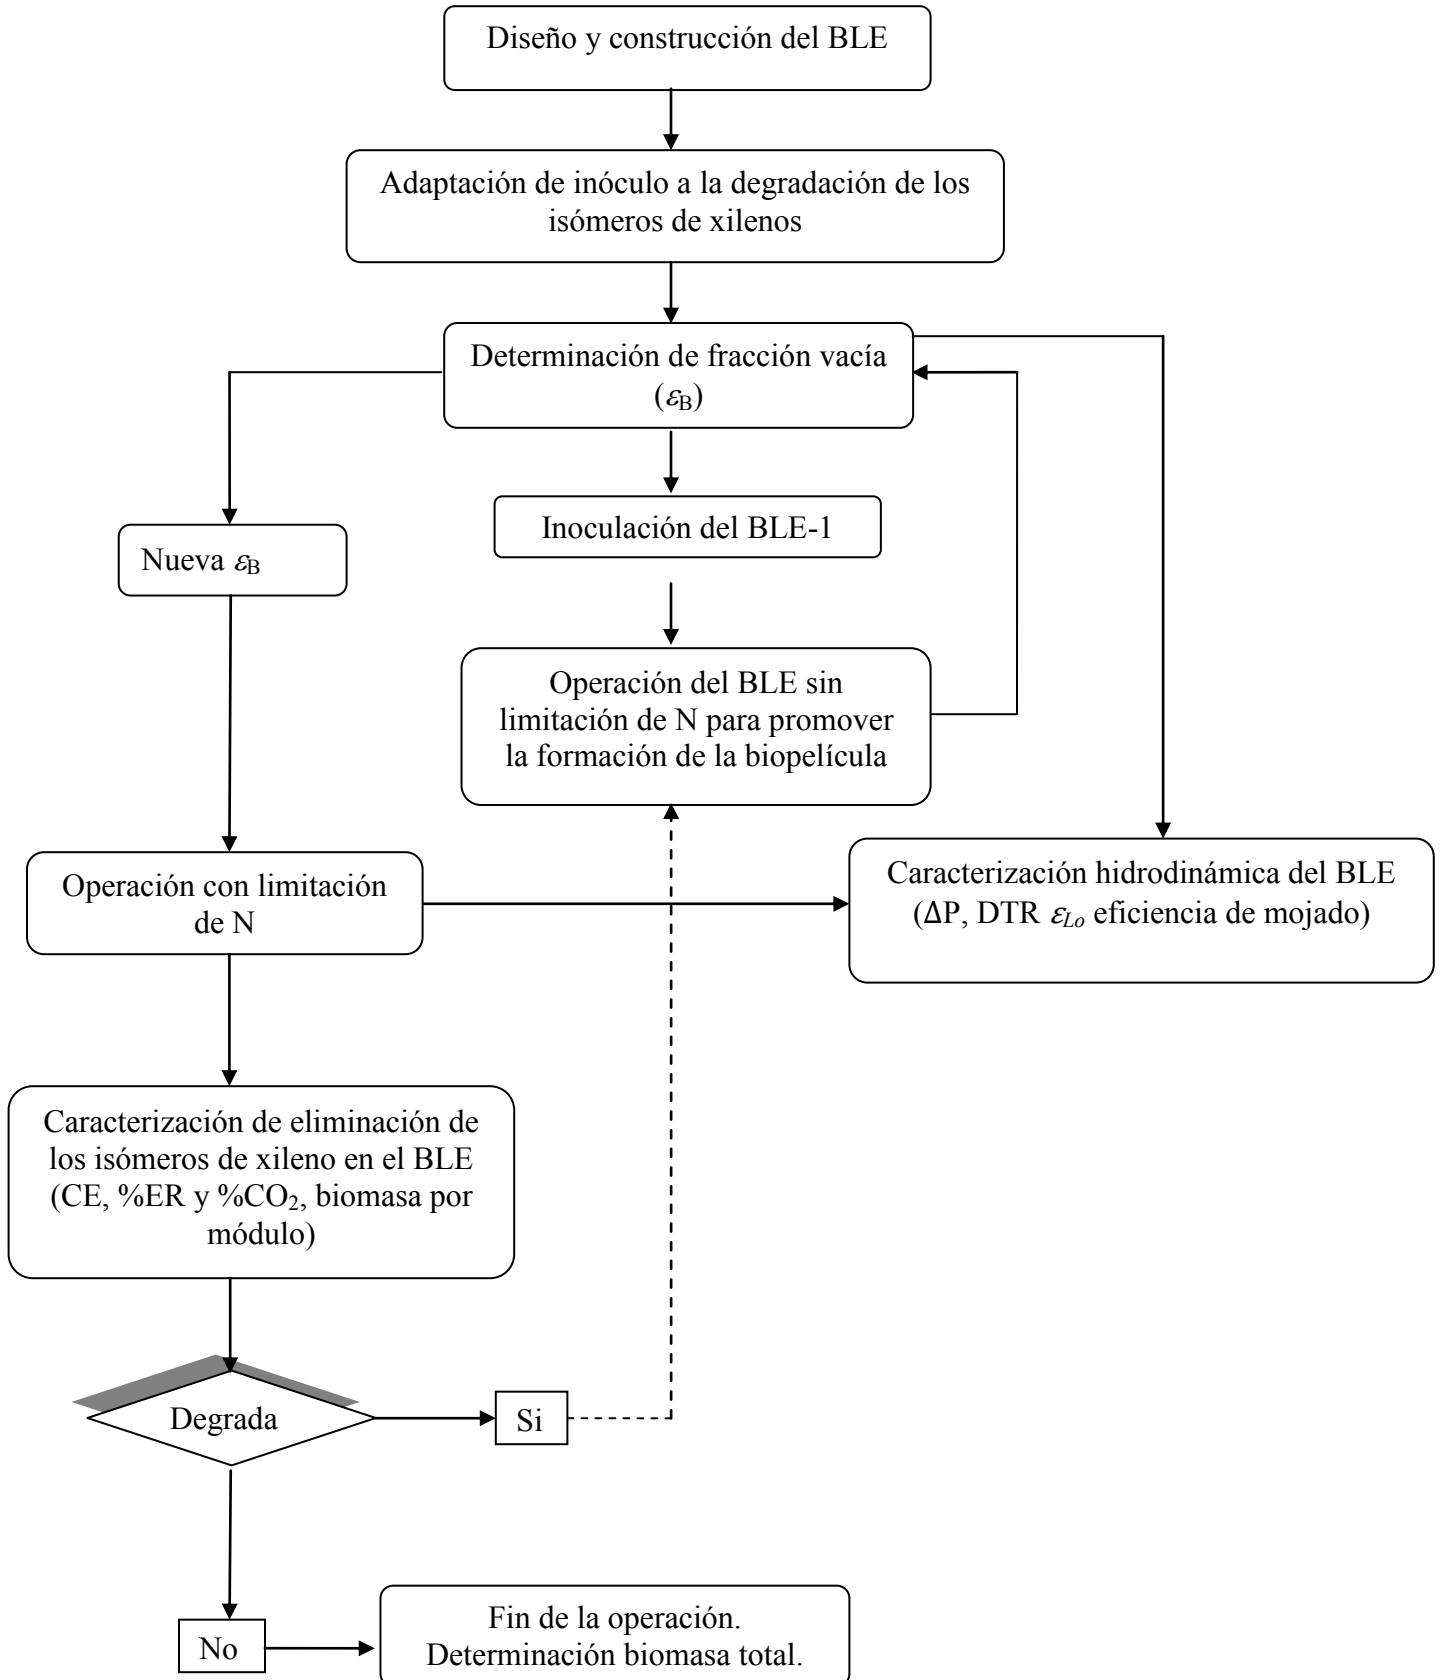 Diseño y construcción del BLE
Adaptación de inóculo a la degradación de los
isómeros de xilenos
Determinación de fracción vacía
(εB)
Inoculación del BLE-1
Nueva εB
Operación del BLE sin
limitación de N para promover
la formación de la biopelícula
Operación con limitación
de N
Caracterización hidrodinámica del BLE
(ΔP, DTR εLo eficiencia de mojado)
Caracterización de eliminación de
los isómeros de xileno en el BLE
(CE, %ER y %CO₂, biomasa por
módulo)
Degrada
Si
No
Fin de la operación.
Determinación biomasa total.